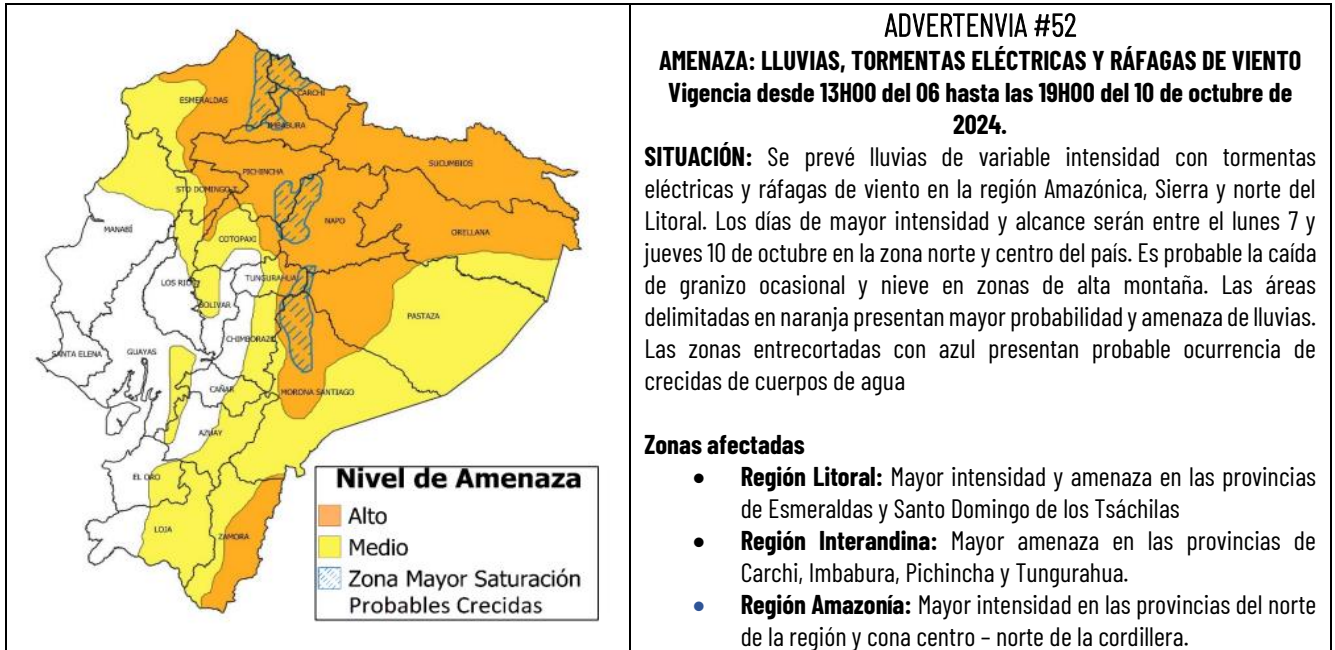 ESMERALDAS
CARCHI
IMBABURA
SUCUMBIOS
PICHINCHA
STO DOMINGO T.
NAPO
MANABÍ
ORELLANA
COTOPAXI
TUNGURAHUA
LOS RIOS
BOLIVAR
PASTAZA
CHIMBORAZO
SANTA ELENA
GUAYAS
CAÑAR
MORONA SANTIAGO
AZUAY
EL ORO
LOJA
ZAMORA
Nivel de Amenaza
Alto
Medio
Zona Mayor Saturación
Probables Crecidas
ADVERTENVIA #52
AMENAZA: LLUVIAS, TORMENTAS ELÉCTRICAS Y RÁFAGAS DE VIENTO
Vigencia desde 13H00 del 06 hasta las 19H00 del 10 de octubre de
2024.
SITUACIÓN: Se prevé lluvias de variable intensidad con tormentas
eléctricas y ráfagas de viento en la región Amazónica, Sierra y norte del
Litoral. Los días de mayor intensidad y alcance serán entre el lunes 7 y
jueves 10 de octubre en la zona norte y centro del país. Es probable la caída
de granizo ocasional y nieve en zonas de alta montaña. Las áreas
delimitadas en naranja presentan mayor probabilidad y amenaza de lluvias.
Las zonas entrecortadas con azul presentan probable ocurrencia de
crecidas de cuerpos de agua
Zonas afectadas
• Región Litoral: Mayor intensidad y amenaza en las provincias
de Esmeraldas y Santo Domingo de los Tsáchilas
• Región Interandina: Mayor amenaza en las provincias de
Carchi, Imbabura, Pichincha y Tungurahua.
• Región Amazonía: Mayor intensidad en las provincias del norte
de la región y cona centro – norte de la cordillera.